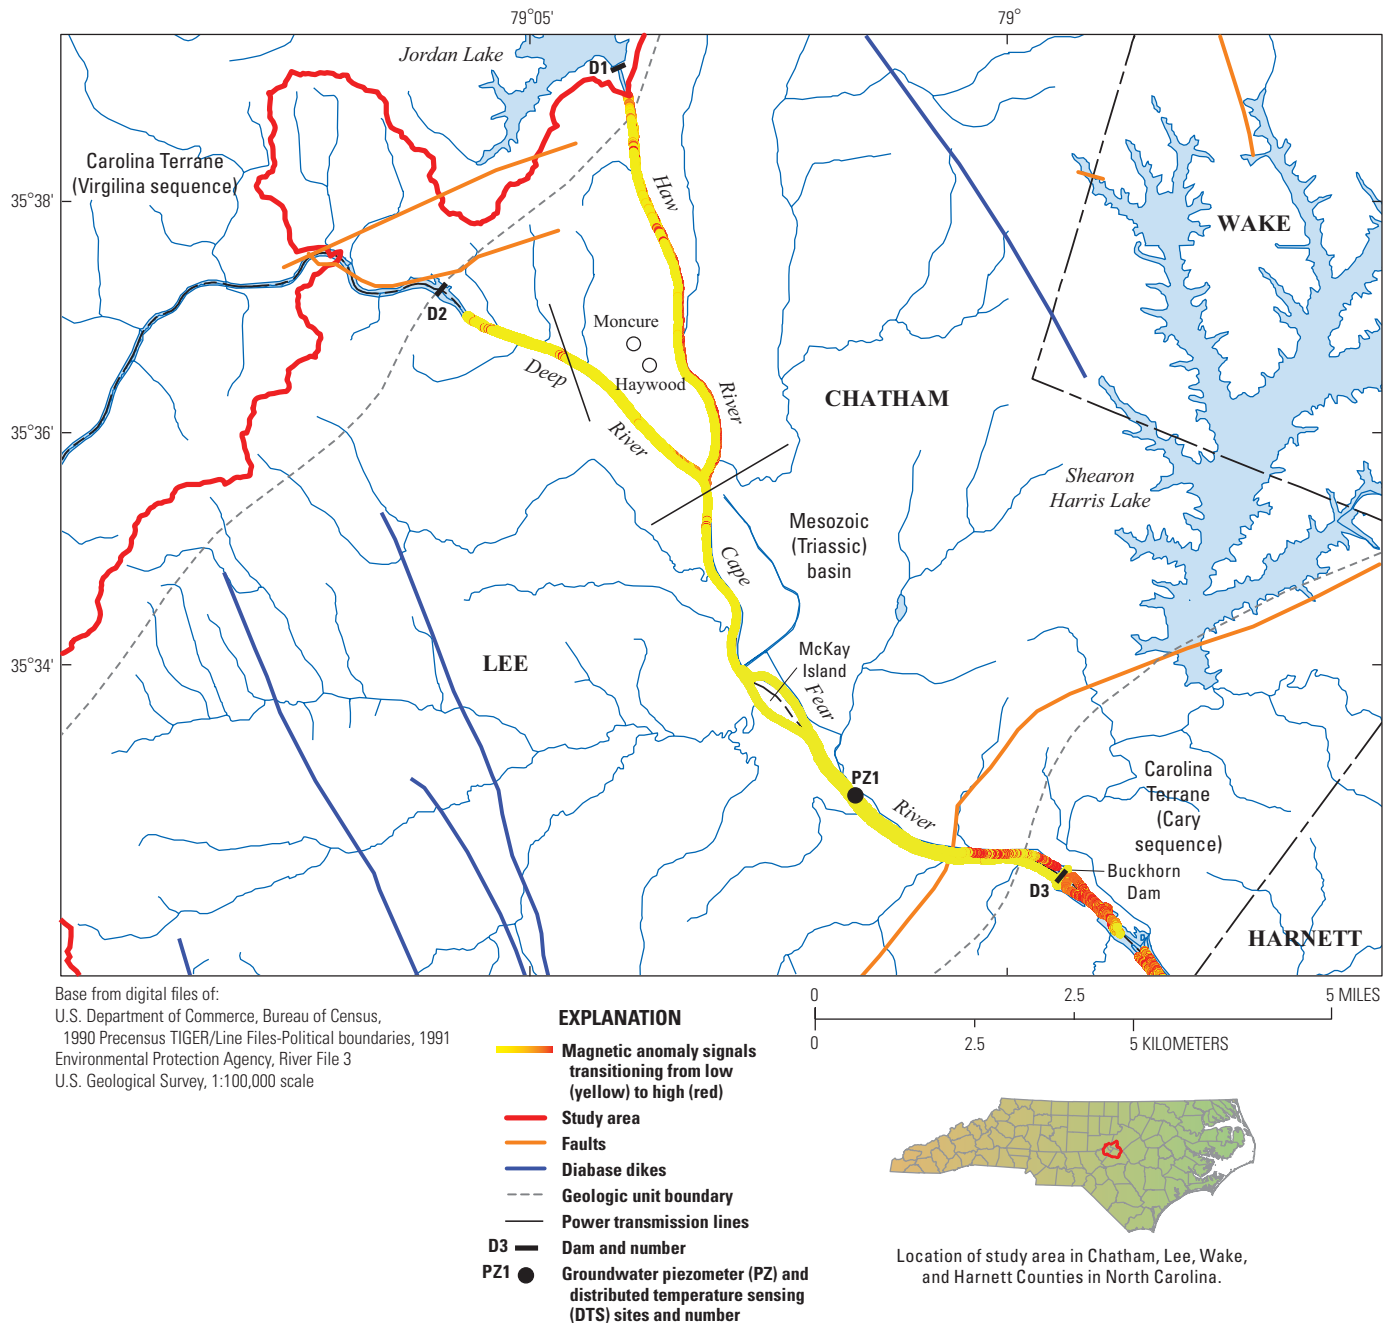 79°05'
79°
Jordan Lake
D1
Carolina Terrane
(Virgilina sequence)
35°38'
Haw
WAKE
D2
Moncure
Haywood
Deep
River
River
CHATHAM
35°36'
Shearon
Harris Lake
Mesozoic
(Triassic)
basin
Cape
McKay
Island
LEE
35°34'
Fear
PZ1
River
Carolina
Terrane
(Cary
sequence)
Buckhorn
Dam
D3
HARNETT
Base from digital files of:
U.S. Department of Commerce, Bureau of Census,
1990 Precensus TIGER/Line Files-Political boundaries, 1991
Environmental Protection Agency, River File 3
U.S. Geological Survey, 1:100,000 scale
0 2.5 5 MILES
0 2.5 5 KILOMETERS
EXPLANATION
Magnetic anomaly signals
transitioning from low
(yellow) to high (red)
Study area
Faults
Diabase dikes
Geologic unit boundary
Power transmission lines
D3 Dam and number
PZ1 Groundwater piezometer (PZ) and
distributed temperature sensing
(DTS) sites and number
Location of study area in Chatham, Lee, Wake,
and Harnett Counties in North Carolina.